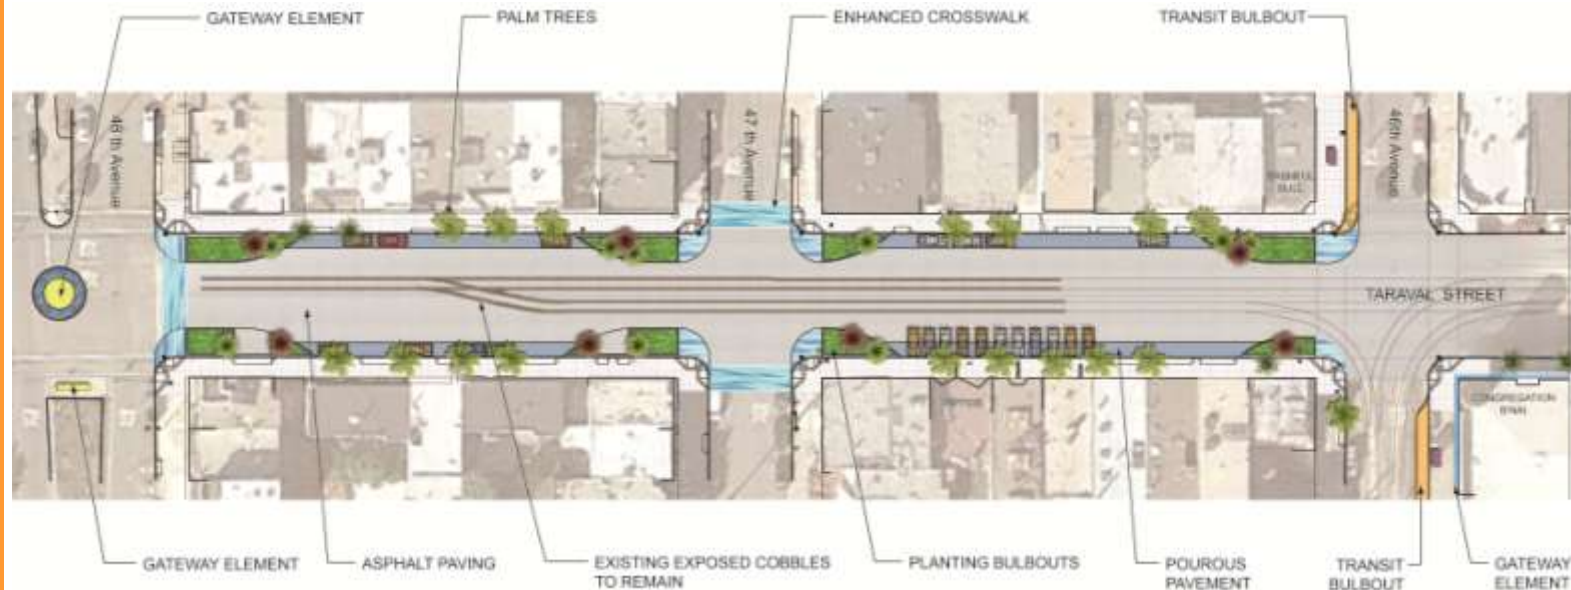 GATEWAY ELEMENT
PALM TREES
ENHANCED CROSSWALK
TRANSIT BULBOUT
48 th Avenue
47 th Avenue
46th Avenue
TARAVAL STREET
CONGREGATION
GATEWAY ELEMENT
ASPHALT PAVING
EXISTING EXPOSED COBBLES
TO REMAIN
PLANTING BULBOUTS
POUROUS
PAVEMENT
TRANSIT
BULBOUT
GATEWAY
ELEMENT